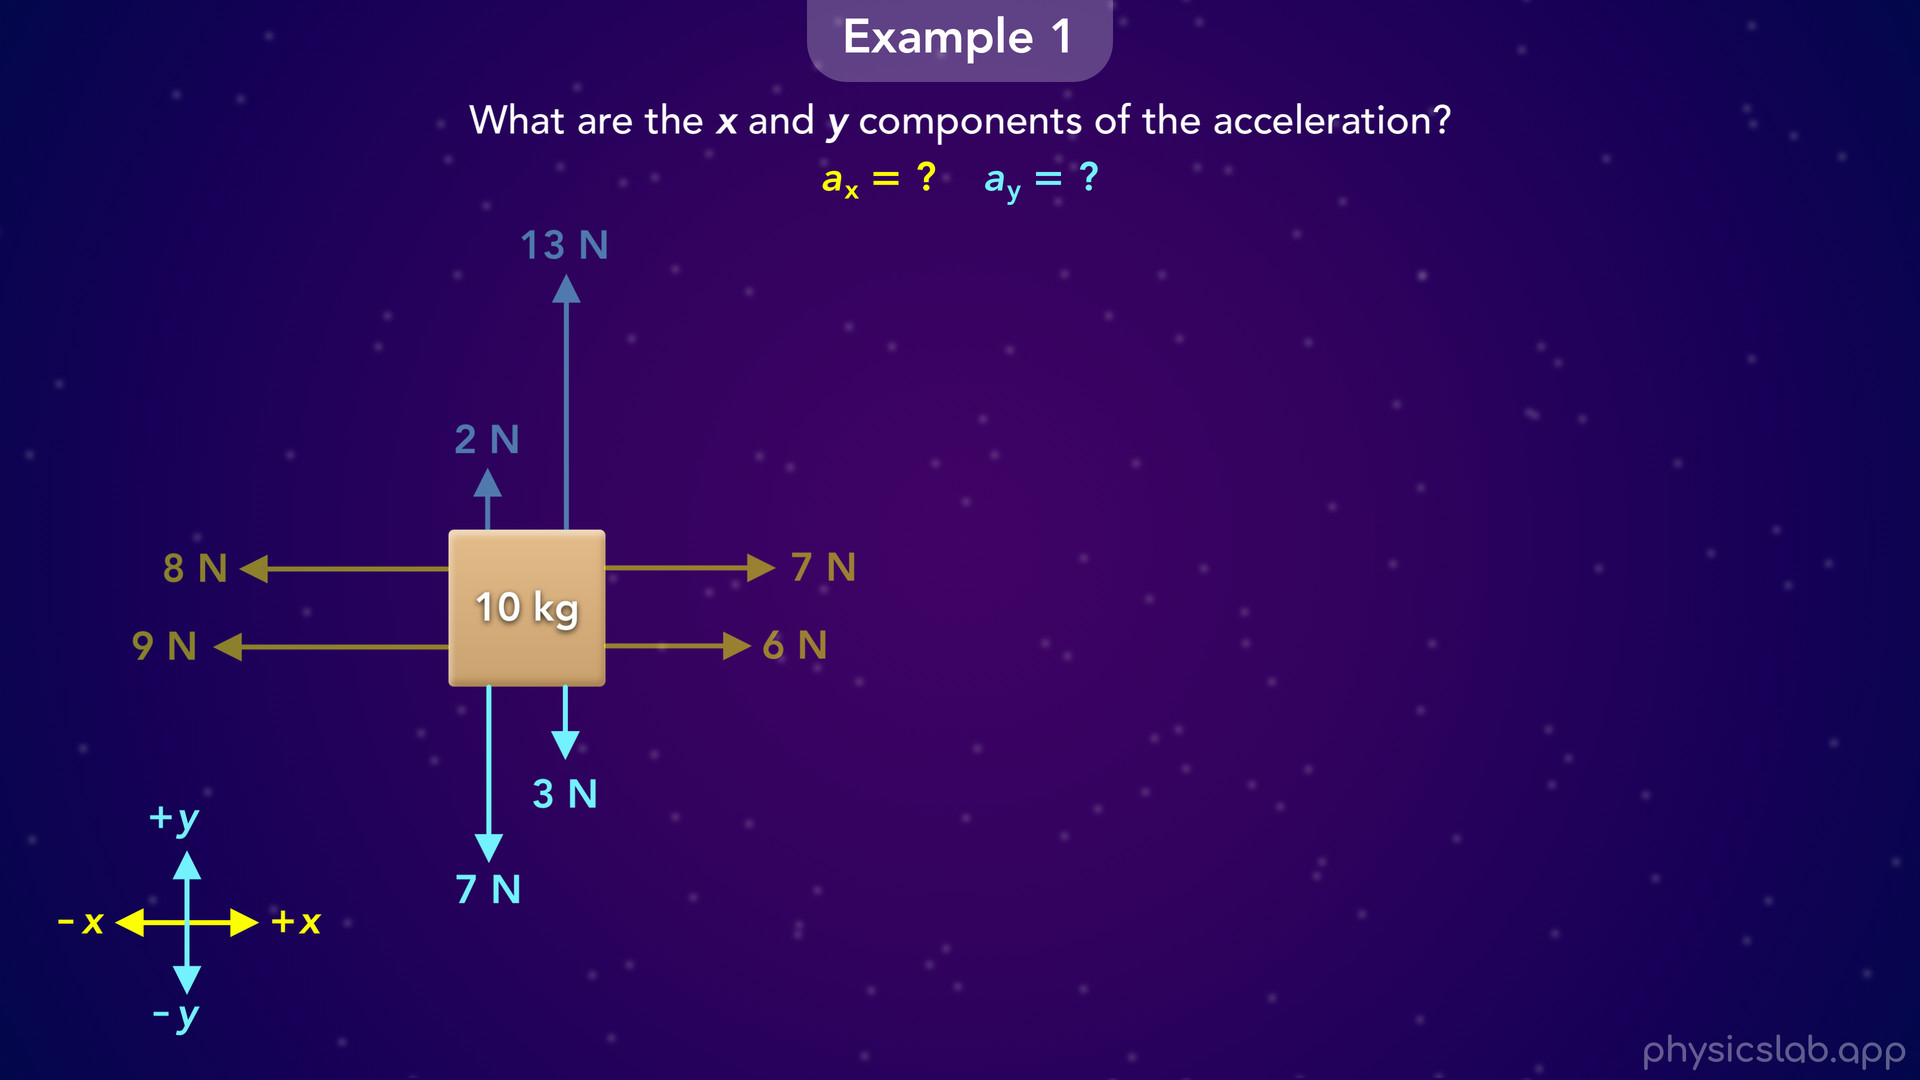 Example 1
What are the x and y components of the acceleration?
aₓ = ? a_y = ?
13 N
2 N
8 N
7 N
10 kg
9 N
6 N
3 N
+y
7 N
-x
+x
-y
physicslab.app